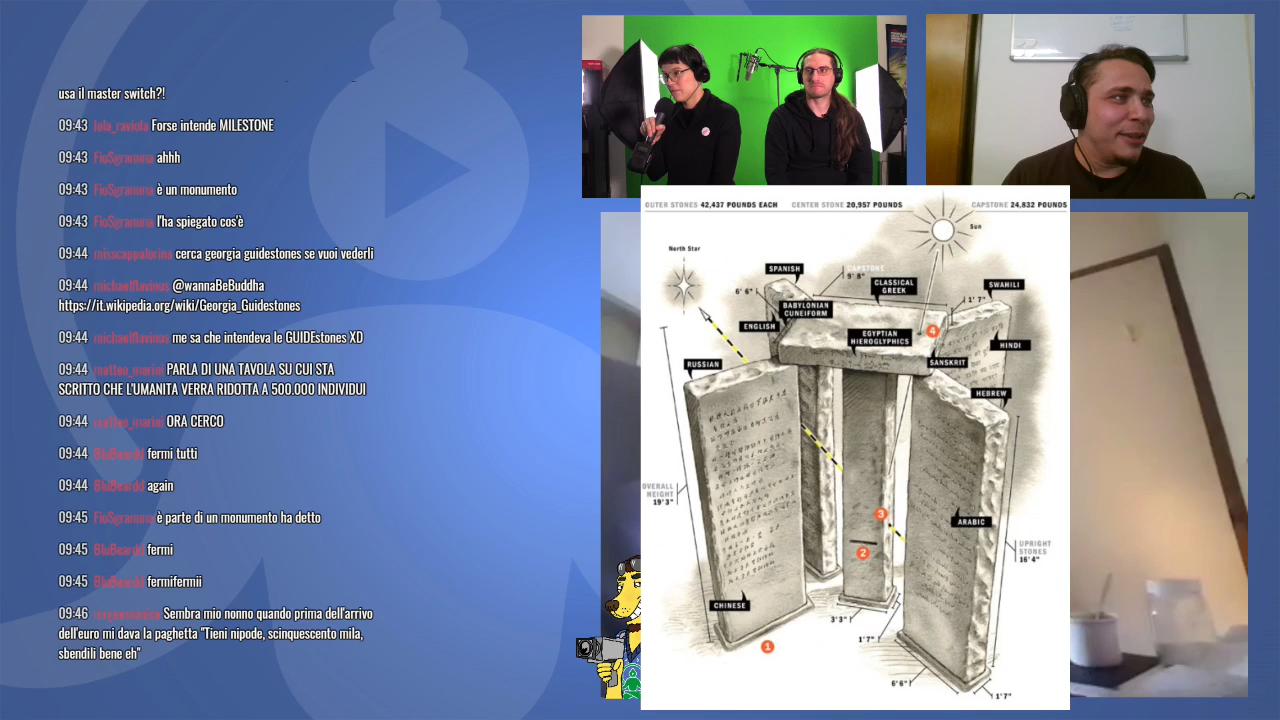 usa il master switch?!
09:43 Forse intende MILESTONE
09:43 ahhh
09:43 è un monumento
09:43 l'ha spiegato cos'è
09:44 cerca georgia guidestones se vuoi vederli
09:44 @wannaBeBuddha
https://it.wikipedia.org/wiki/Georgia_Guidestones
09:44 me sa che intendeva le GUIDEstones XD
09:44 PARLA DI UNA TAVOLA SU CUI STA
SCRITTO CHE L'UMANITA VERRA RIDOTTA A 500 000 INDIVIDUI
09:44 ORA CERCO
09:44 fermi tutti
09:44 again
09:45 è parte di un monumento ha detto
09:45 fermi
09:45 fermifermii
09:46 Sembra mio nonno quando prima dell'arrivo
dell'euro mi dava la paghetta "Tieni nipode, scinquescento mila,
sbendili bene eh"
OUTER STONES 42,437 POUNDS EACH CENTER STONE 20,957 POUNDS CAPSTONE 24,832 POUNDS
Sun
North Star
SPANISH
CAPSTONE
9' 8"
CLASSICAL
GREEK
SWAHILI
6' 6"
1' 7"
BABYLONIAN
CUNEIFORM
ENGLISH
EGYPTIAN
HIEROGLYPHICS
4
HINDI
RUSSIAN
SANSKRIT
HEBREW
OVERALL
HEIGHT
19'3"
3
ARABIC
2
UPRIGHT
STONES
16'4"
CHINESE
3'3"
1'7"
1
6'6"
1'7"